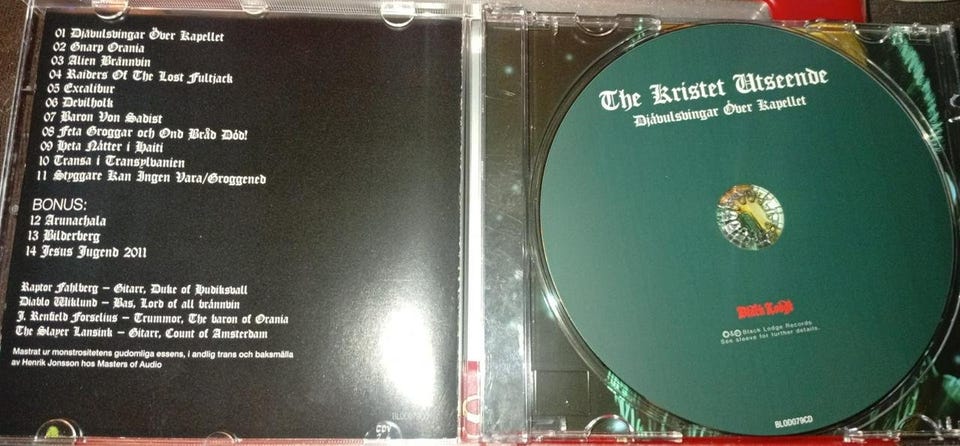 01 Djävulsvingar Över Kapellet
02 Gnarp Orania
03 Alien Brännvin
04 Raiders Of The Lost Fultjack
05 Excalibur
06 Devilholk
07 Baron Von Sadist
08 Feta Groggar och Ond Bråd Död!
09 Heta Nätter i Haiti
10 Transa i Transylvanien
11 Styggare Kan Ingen Vara/Groggened
BONUS:
12 Arunachala
13 Bilderberg
14 Jesus Jugend 2011
Raptor Fahlberg – Gitarr, Duke of Hudiksvall
Diablo Wiklund – Bas, Lord of all brännvin
J. Renfield Forselius – Trummor, The baron of Orania
The Slayer Lansink – Gitarr, Count of Amsterdam
Mastrat ur monstrositetens gudomliga essens, i andlig trans och baksmälla
av Henrik Jonsson hos Masters of Audio
BLOD079CD
CDV
The Kristet Utseende
Djävulsvingar Över Kapellet
Black Lodge
℗&© Black Lodge Records
See sleeve for further details.
BLOD079CD